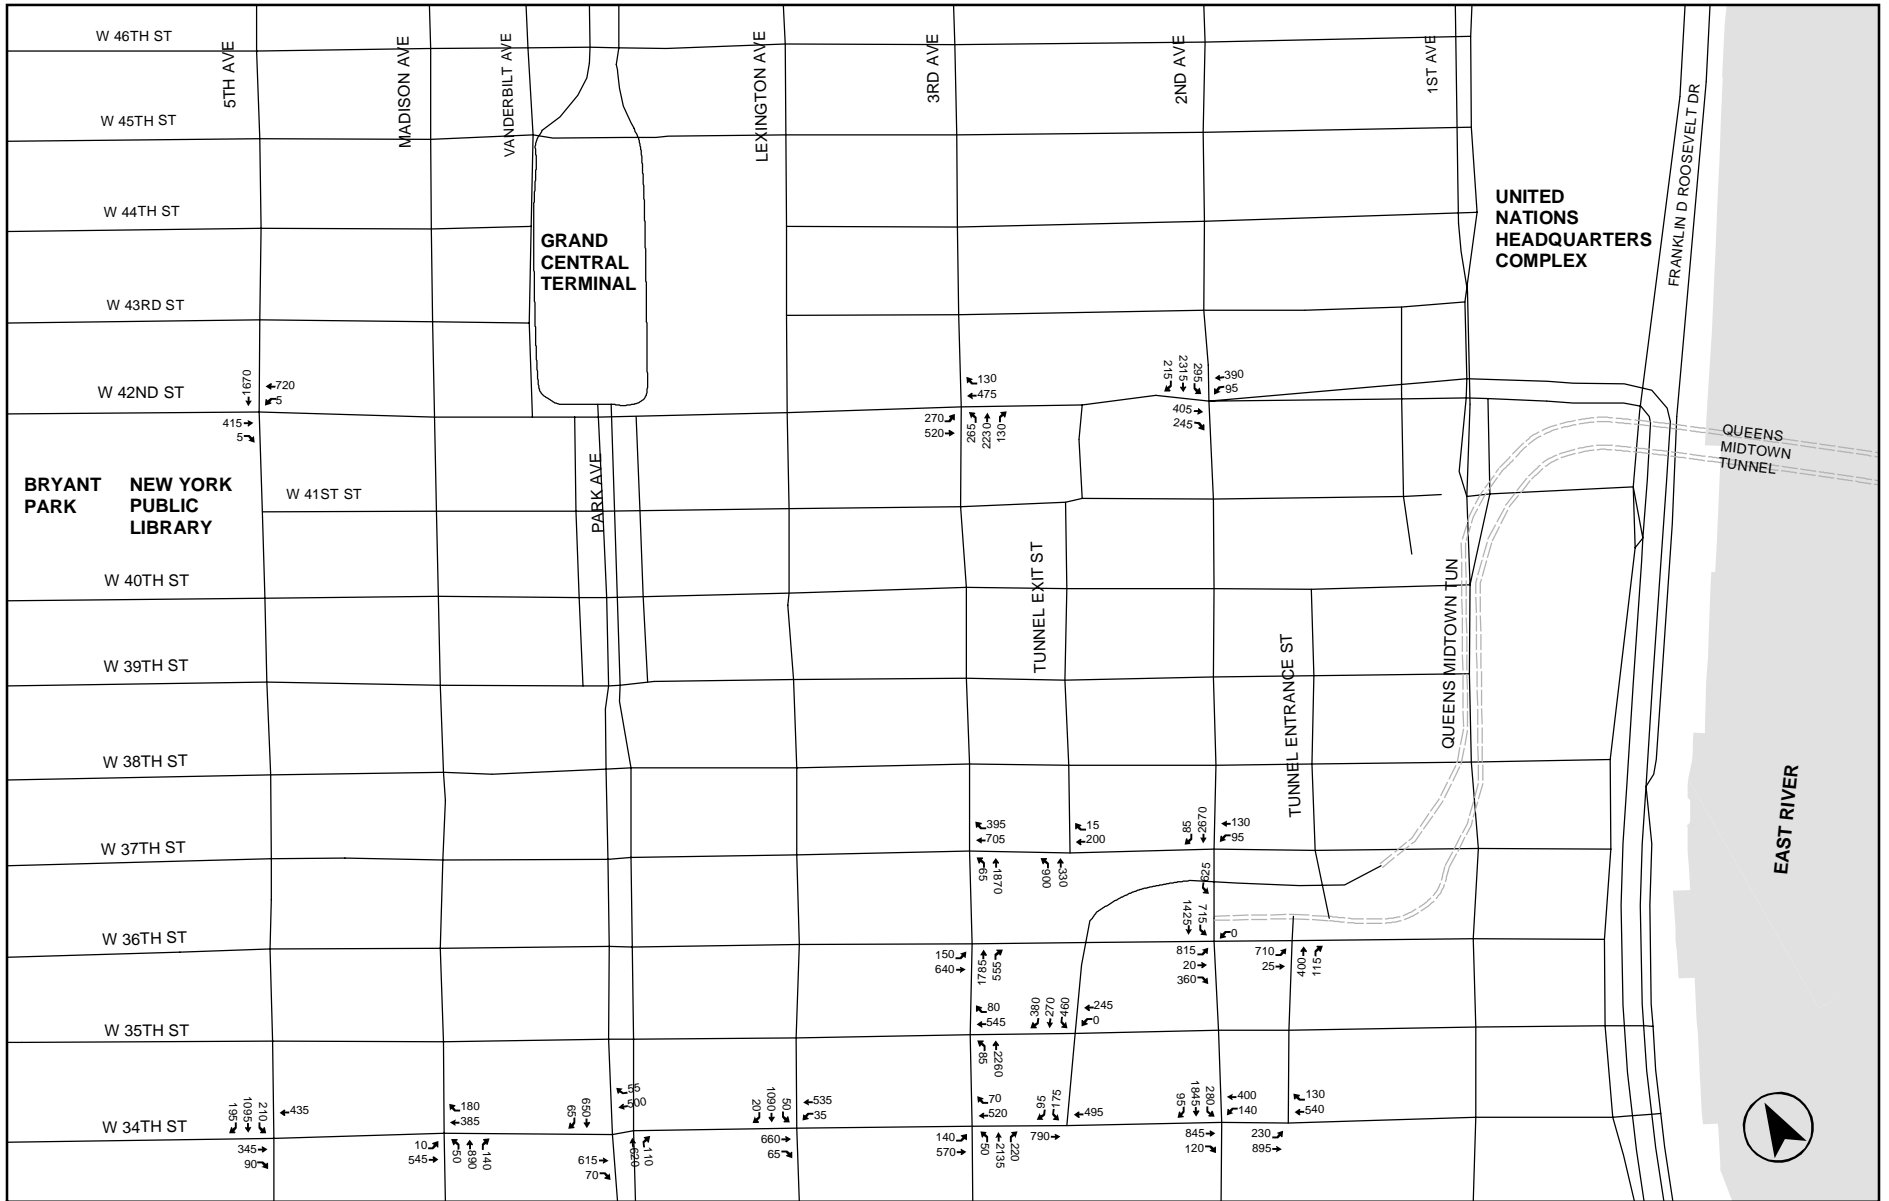 W 46TH ST
5TH AVE
MADISON AVE
VANDERBILT AVE
LEXINGTON AVE
3RD AVE
2ND AVE
1ST AVE
FRANKLIN D ROOSEVELT DR
W 45TH ST
W 44TH ST
UNITED
NATIONS
HEADQUARTERS
COMPLEX
GRAND
CENTRAL
TERMINAL
W 43RD ST
W 42ND ST
1670
720
5
415
5
130
475
270
520
265
2230
130
215
2315
295
390
95
405
245
QUEENS
MIDTOWN
TUNNEL
BRYANT
PARK
NEW YORK
PUBLIC
LIBRARY
W 41ST ST
PARK AVE
W 40TH ST
TUNNEL EXIT ST
QUEENS MIDTOWN TUN
W 39TH ST
TUNNEL ENTRANCE ST
W 38TH ST
EAST RIVER
W 37TH ST
395
705
65
1870
15
200
900
330
85
2670
130
95
625
W 36TH ST
150
640
1785
555
1425
715
0
815
20
360
710
25
400
115
W 35TH ST
80
545
85
2260
380
270
460
245
0
W 34TH ST
195
1095
210
435
345
90
180
385
10
545
50
890
140
65
650
55
500
615
70
620
110
20
1090
50
535
35
660
65
70
520
140
570
50
2135
220
95
175
495
790
95
1845
280
400
140
845
120
130
540
230
895